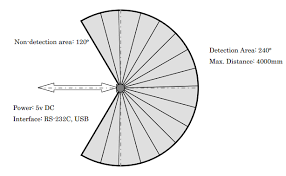 Non-detection area: 120°
Detection Area: 240°
Max. Distance: 4000mm
Power: 5v DC
Interface: RS-232C, USB